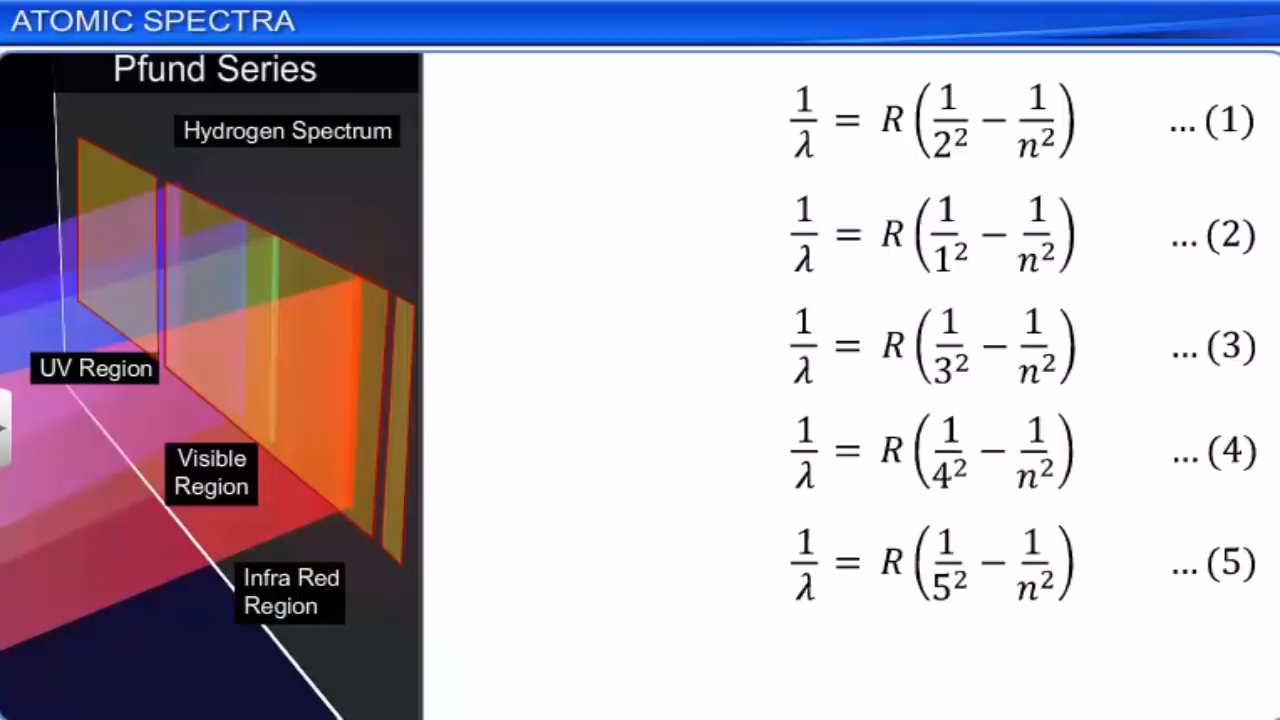 ATOMIC SPECTRA
Pfund Series
Hydrogen Spectrum
UV Region
Visible
Region
Infra Red
Region
1/λ = R(1/2² − 1/n²) ... (1)
1/λ = R(1/1² − 1/n²) ... (2)
1/λ = R(1/3² − 1/n²) ... (3)
1/λ = R(1/4² − 1/n²) ... (4)
1/λ = R(1/5² − 1/n²) ... (5)